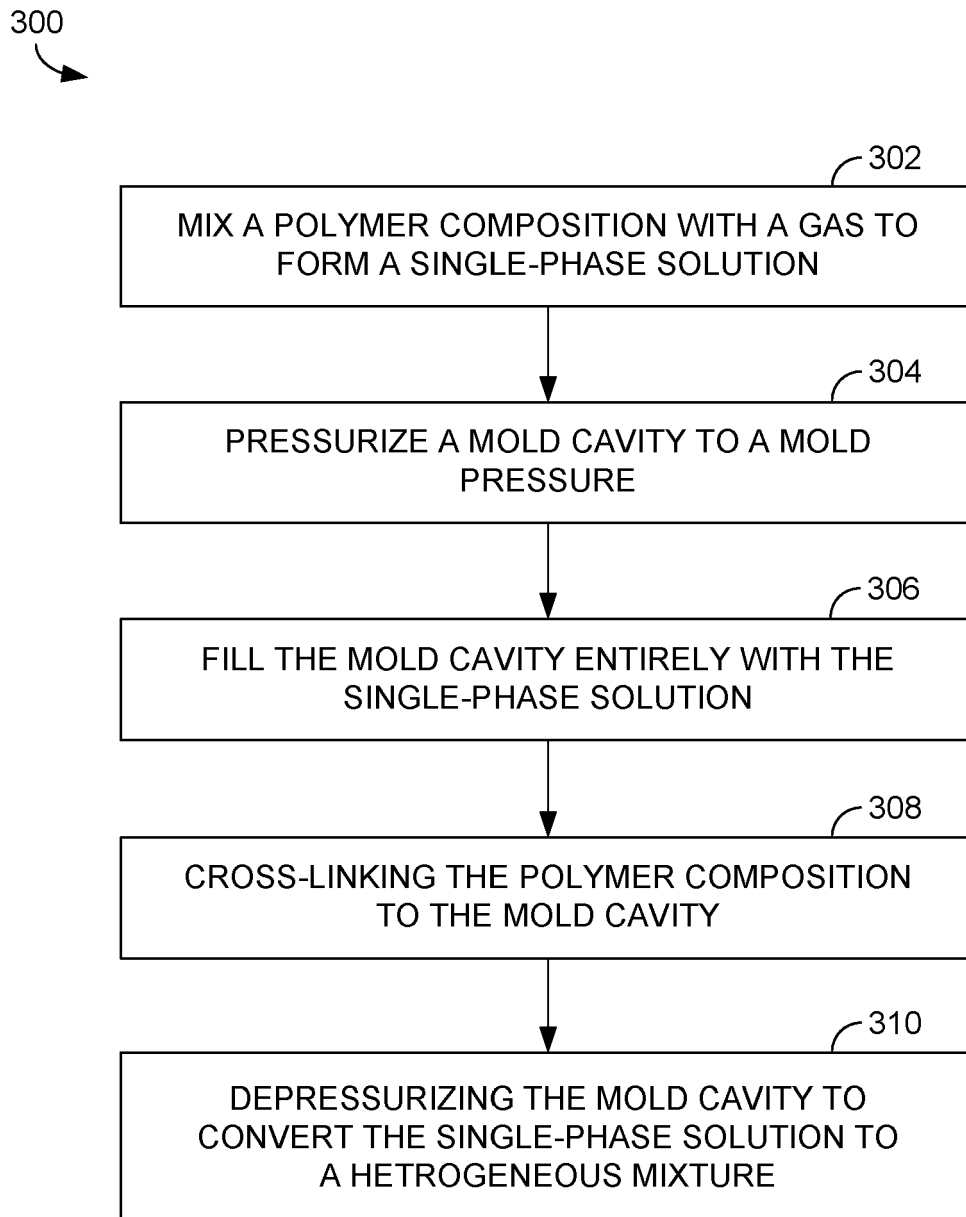 300
302
MIX A POLYMER COMPOSITION WITH A GAS TO
FORM A SINGLE-PHASE SOLUTION
304
PRESSURIZE A MOLD CAVITY TO A MOLD
PRESSURE
306
FILL THE MOLD CAVITY ENTIRELY WITH THE
SINGLE-PHASE SOLUTION
308
CROSS-LINKING THE POLYMER COMPOSITION
TO THE MOLD CAVITY
310
DEPRESSURIZING THE MOLD CAVITY TO
CONVERT THE SINGLE-PHASE SOLUTION TO
A HETROGENEOUS MIXTURE